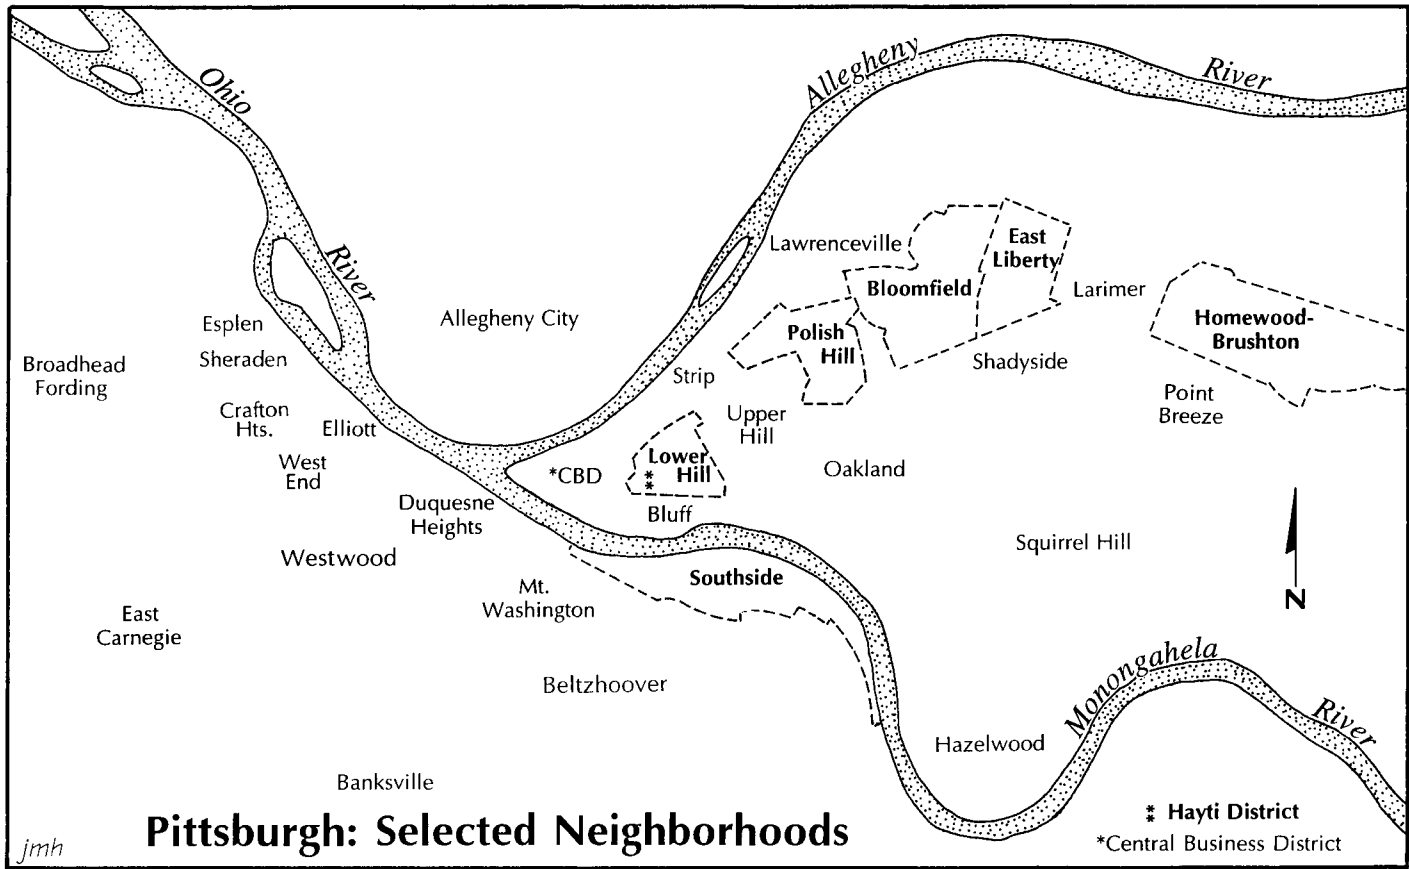 Ohio
River
Allegheny
River
Lawrenceville
East
Liberty
Bloomfield
Larimer
Allegheny City
Esplen
Sheraden
Broadhead
Fording
Polish
Hill
Homewood-
Brushton
Strip
Shadyside
Crafton
Hts.
Elliott
Upper
Hill
Point
Breeze
West
End
*CBD
Lower
Hill
**
Oakland
Duquesne
Heights
Bluff
Westwood
Squirrel Hill
Southside
Mt.
Washington
N
East
Carnegie
Beltzhoover
Monongahela
River
Hazelwood
Banksville
** Hayti District
*Central Business District
Pittsburgh: Selected Neighborhoods
jmh